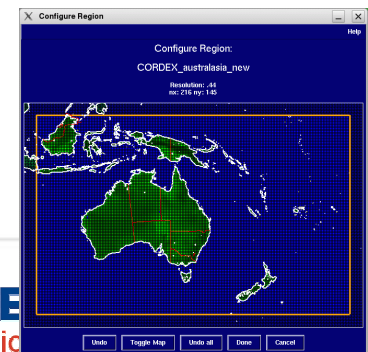 Configure Region
Help
Configure Region:
CORDEX_australasia_new
Resolution: .44
nx: 216 ny: 145
E
ic
Undo Toggle Map Undo all Done Cancel